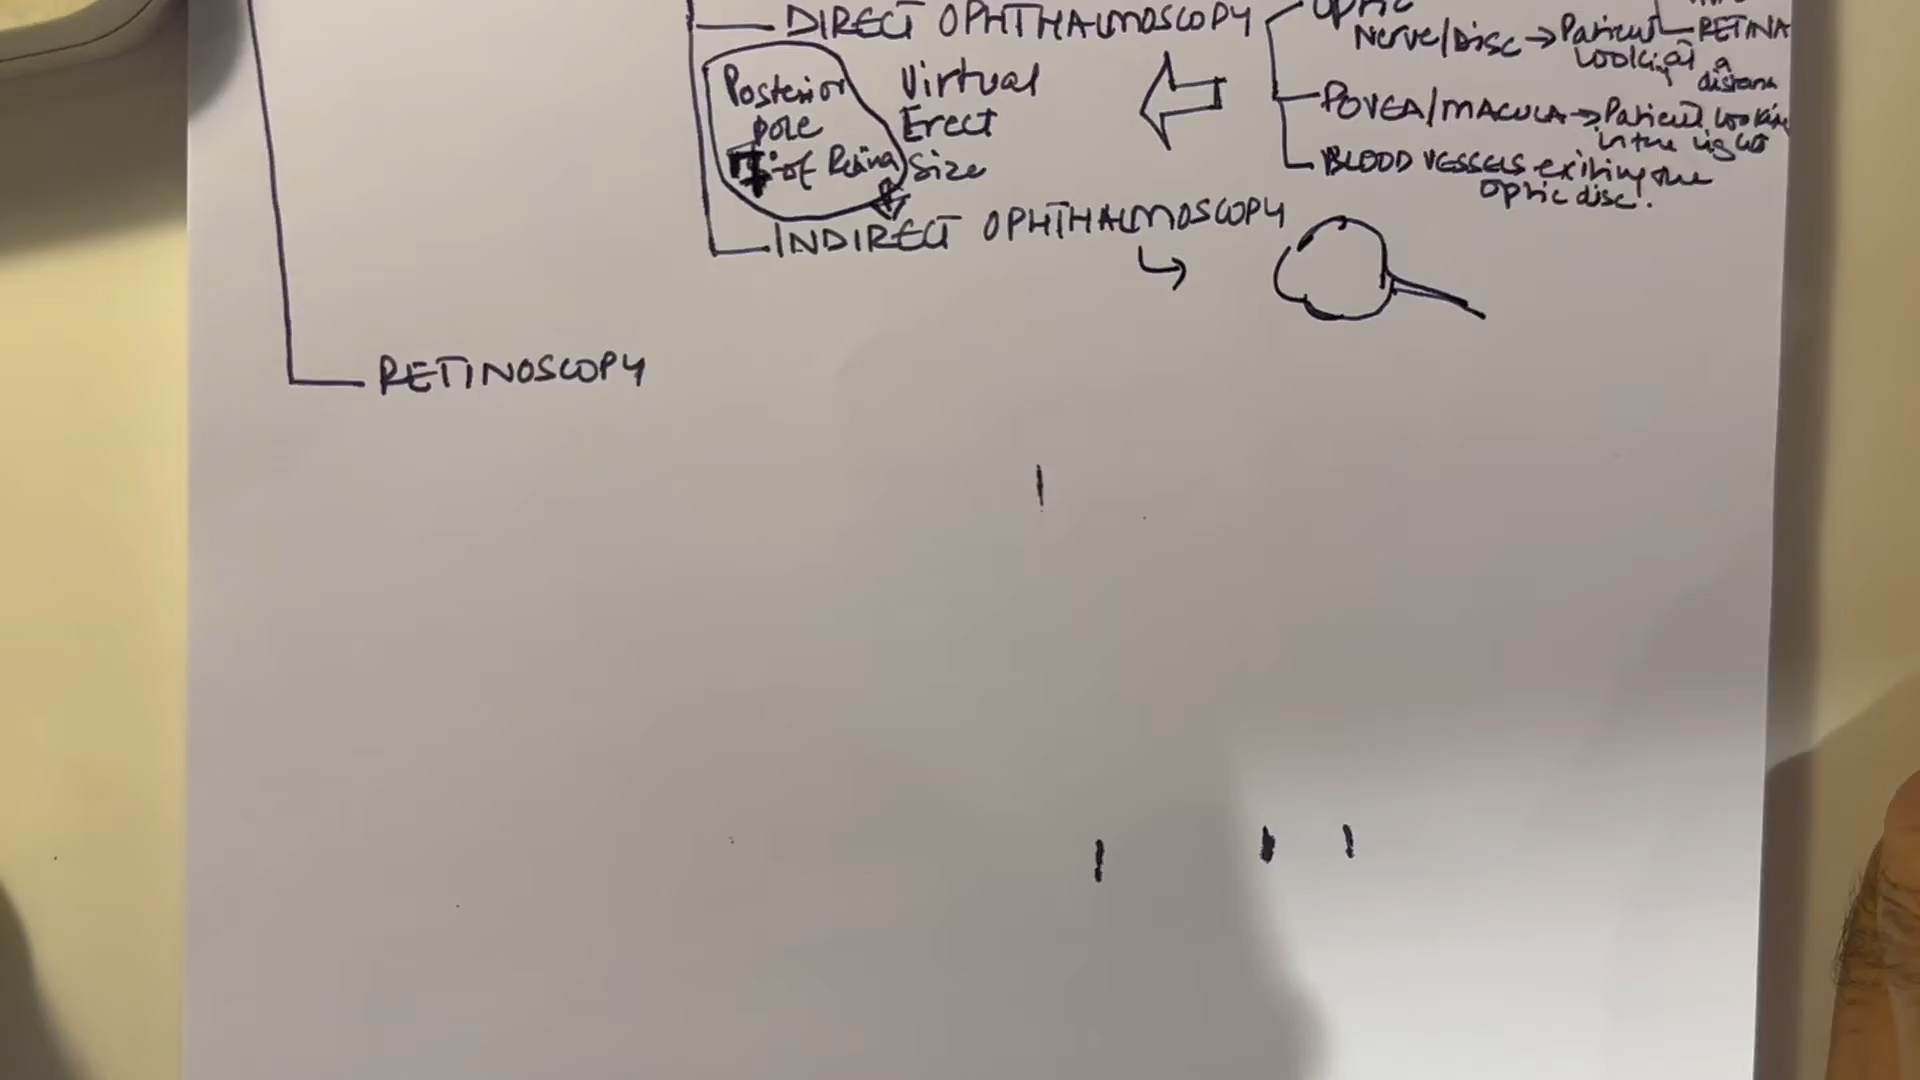 DIRECT OPHTHALMOSCOPY
Nerve/Disc → Patient
RETINA
looking at a
distance
Posterior
pole
of Retina
Virtual
Erect
Size
FOVEA/MACULA → Patient looking
in the light
BLOOD VESSELS exiting the
optic disc.
INDIRECT OPHTHALMOSCOPY
RETINOSCOPY